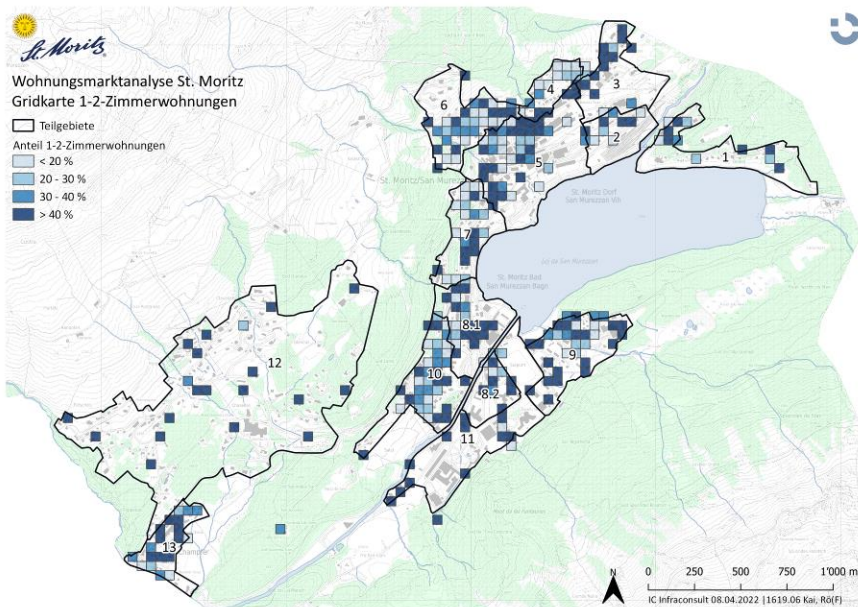 St. Moritz
Wohnungsmarktanalyse St. Moritz
Gridkarte 1-2-Zimmerwohnungen
Teilgebiete
Anteil 1-2-Zimmerwohnungen
< 20 %
20 - 30 %
30 - 40 %
> 40 %
3
4
6
2
5
1
St. Moritz/San Murezzan
St. Moritz Dorf
San Murezzan Vih
7
Lej da San Murezzan
St. Moritz Bad
San Murezzan Bagn
8.1
9
12
10
8.2
11
13
N
0 250 500 750 1'000 m
IC Infraconsult 08.04.2022 |1619.06 Kai, Rö(F)